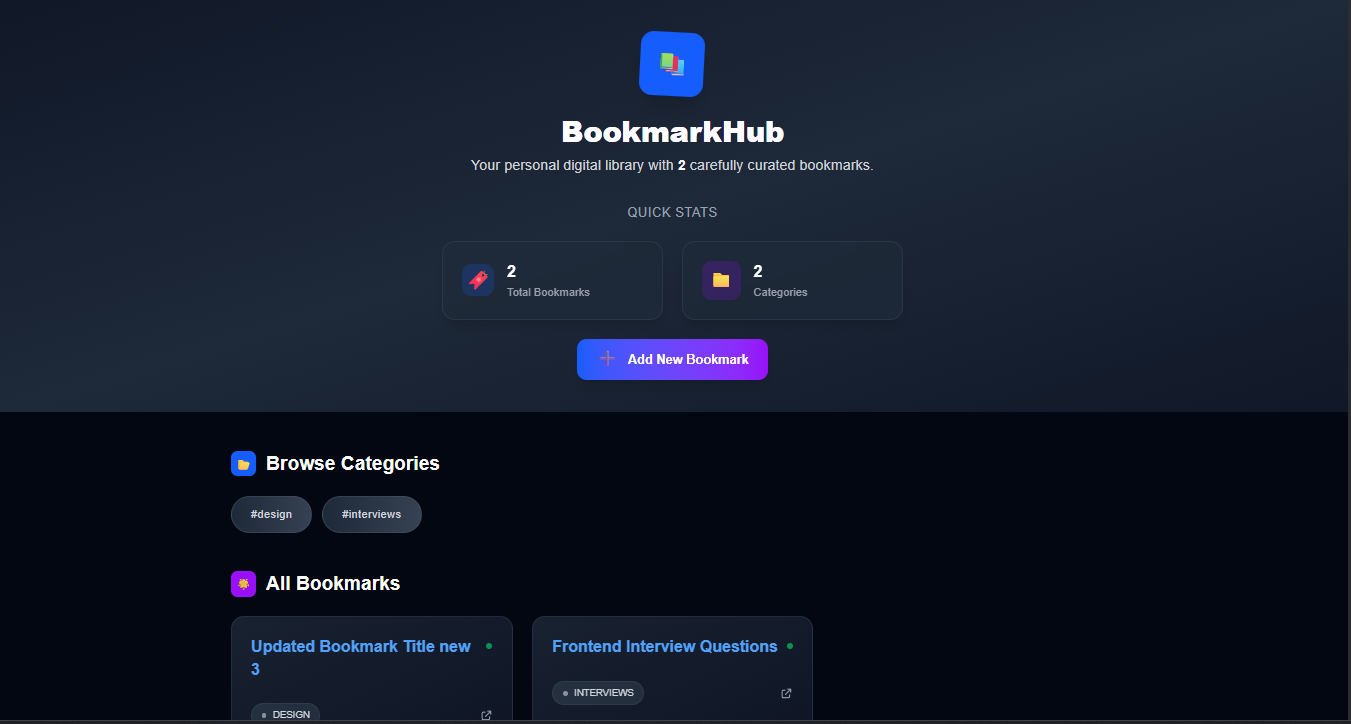 BookmarkHub
Your personal digital library with 2 carefully curated bookmarks.
QUICK STATS
2
Total Bookmarks
2
Categories
Add New Bookmark
Browse Categories
#design
#interviews
All Bookmarks
Updated Bookmark Title new
3
DESIGN
Frontend Interview Questions
INTERVIEWS